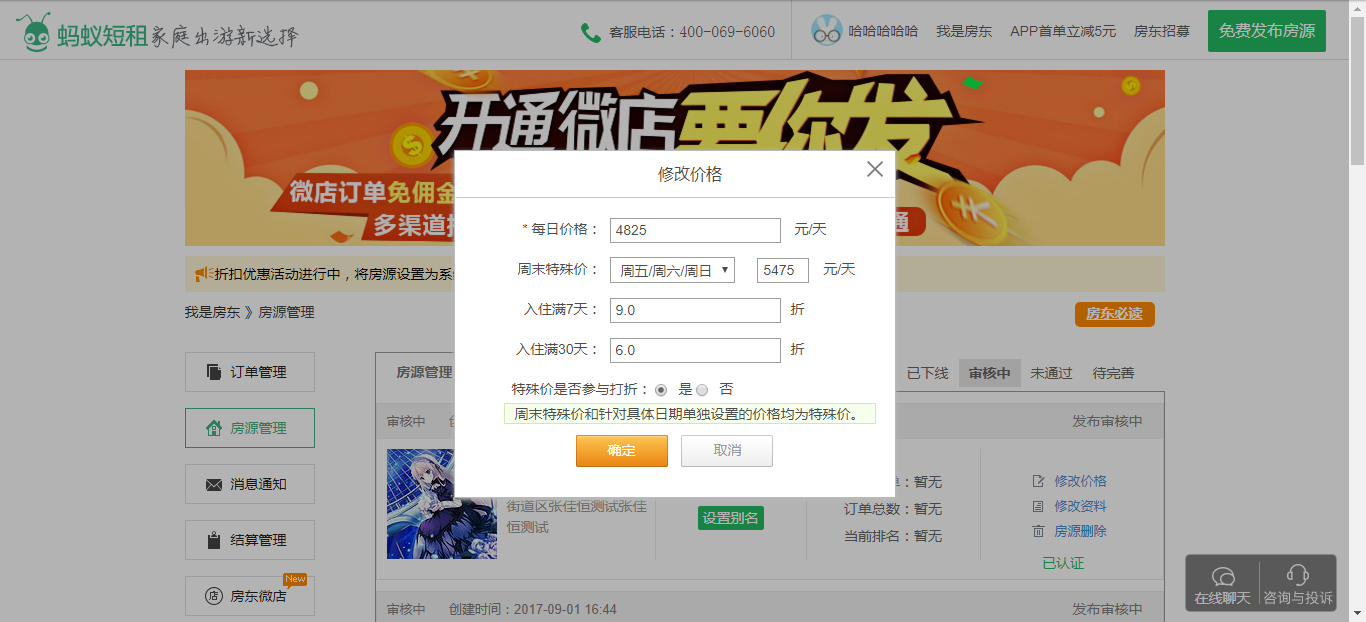 蚂蚁短租 家庭出游新选择
客服电话：400-069-6060
哈哈哈哈哈 我是房东 APP首单立减5元 房东招募 免费发布房源
开通微店要你发
微店订单免佣金
多渠道
通
折扣优惠活动进行中，将房源设置为系
我是房东 》房源管理
房东必读
订单管理
房源管理
消息通知
结算管理
New
房东微店
房源管理
已下线 审核中 未通过 待完善
审核中
发布审核中
街道区张佳恒测试张佳
恒测试
设置别名
：暂无
订单总数：暂无
当前排名：暂无
修改价格
修改资料
房源删除
已认证
审核中 创建时间：2017-09-01 16:44
发布审核中
修改价格
* 每日价格： 4825 元/天
周末特殊价： 周五/周六/周日 5475 元/天
入住满7天： 9.0 折
入住满30天： 6.0 折
特殊价是否参与打折： 是 否
周末特殊价和针对具体日期单独设置的价格均为特殊价。
确定 取消
在线聊天 咨询与投诉